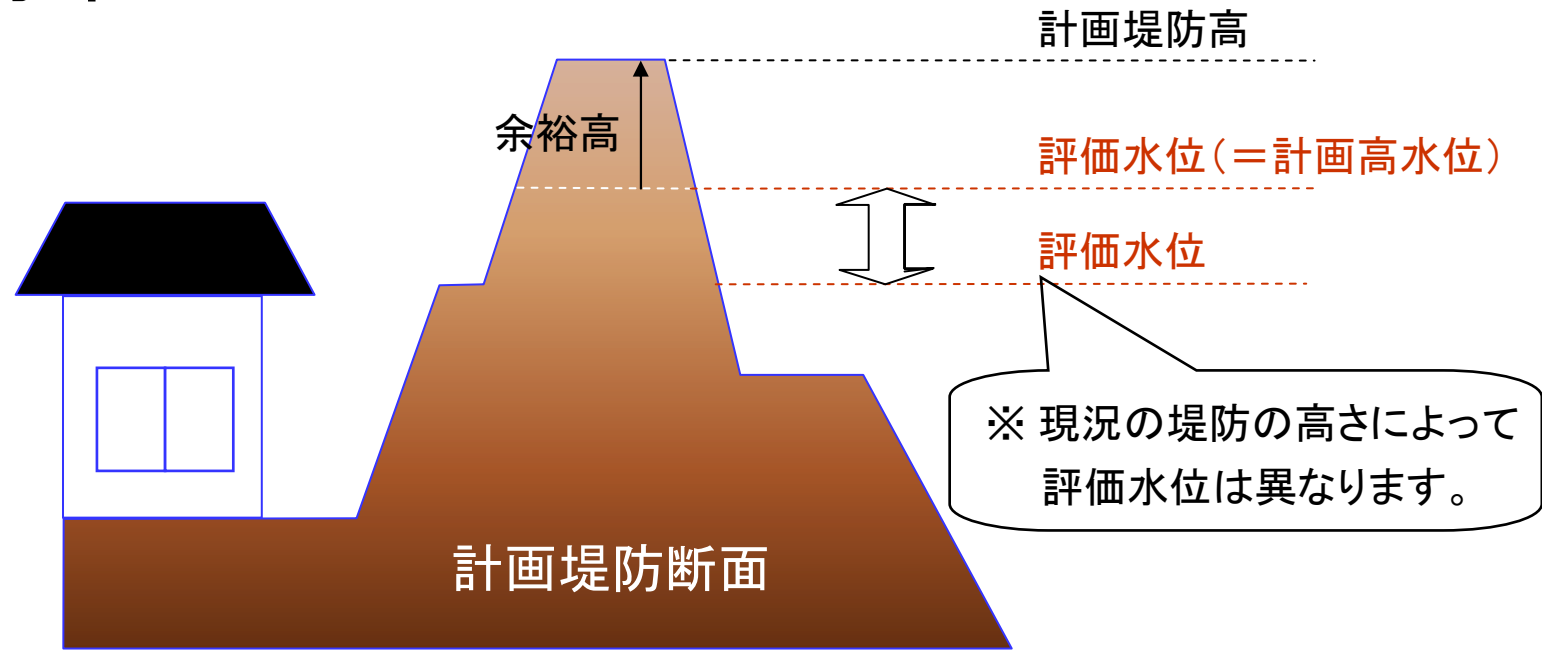 計画堤防高
余裕高
評価水位(=計画高水位)
評価水位
※ 現況の堤防の高さによって
評価水位は異なります。
計画堤防断面